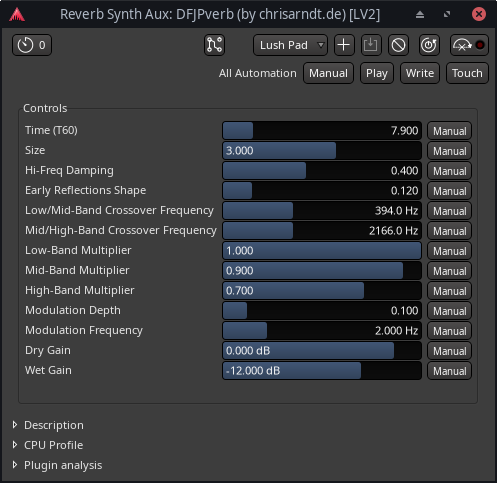 Reverb Synth Aux: DFJPverb (by chrisarndt.de) [LV2]
0 Lush Pad
All Automation Manual Play Write Touch
Controls
Time (T60) 7.900 Manual
Size 3.000 Manual
Hi-Freq Damping 0.400 Manual
Early Reflections Shape 0.120 Manual
Low/Mid-Band Crossover Frequency 394.0 Hz Manual
Mid/High-Band Crossover Frequency 2166.0 Hz Manual
Low-Band Multiplier 1.000 Manual
Mid-Band Multiplier 0.900 Manual
High-Band Multiplier 0.700 Manual
Modulation Depth 0.100 Manual
Modulation Frequency 2.000 Hz Manual
Dry Gain 0.000 dB Manual
Wet Gain -12.000 dB Manual
Description
CPU Profile
Plugin analysis